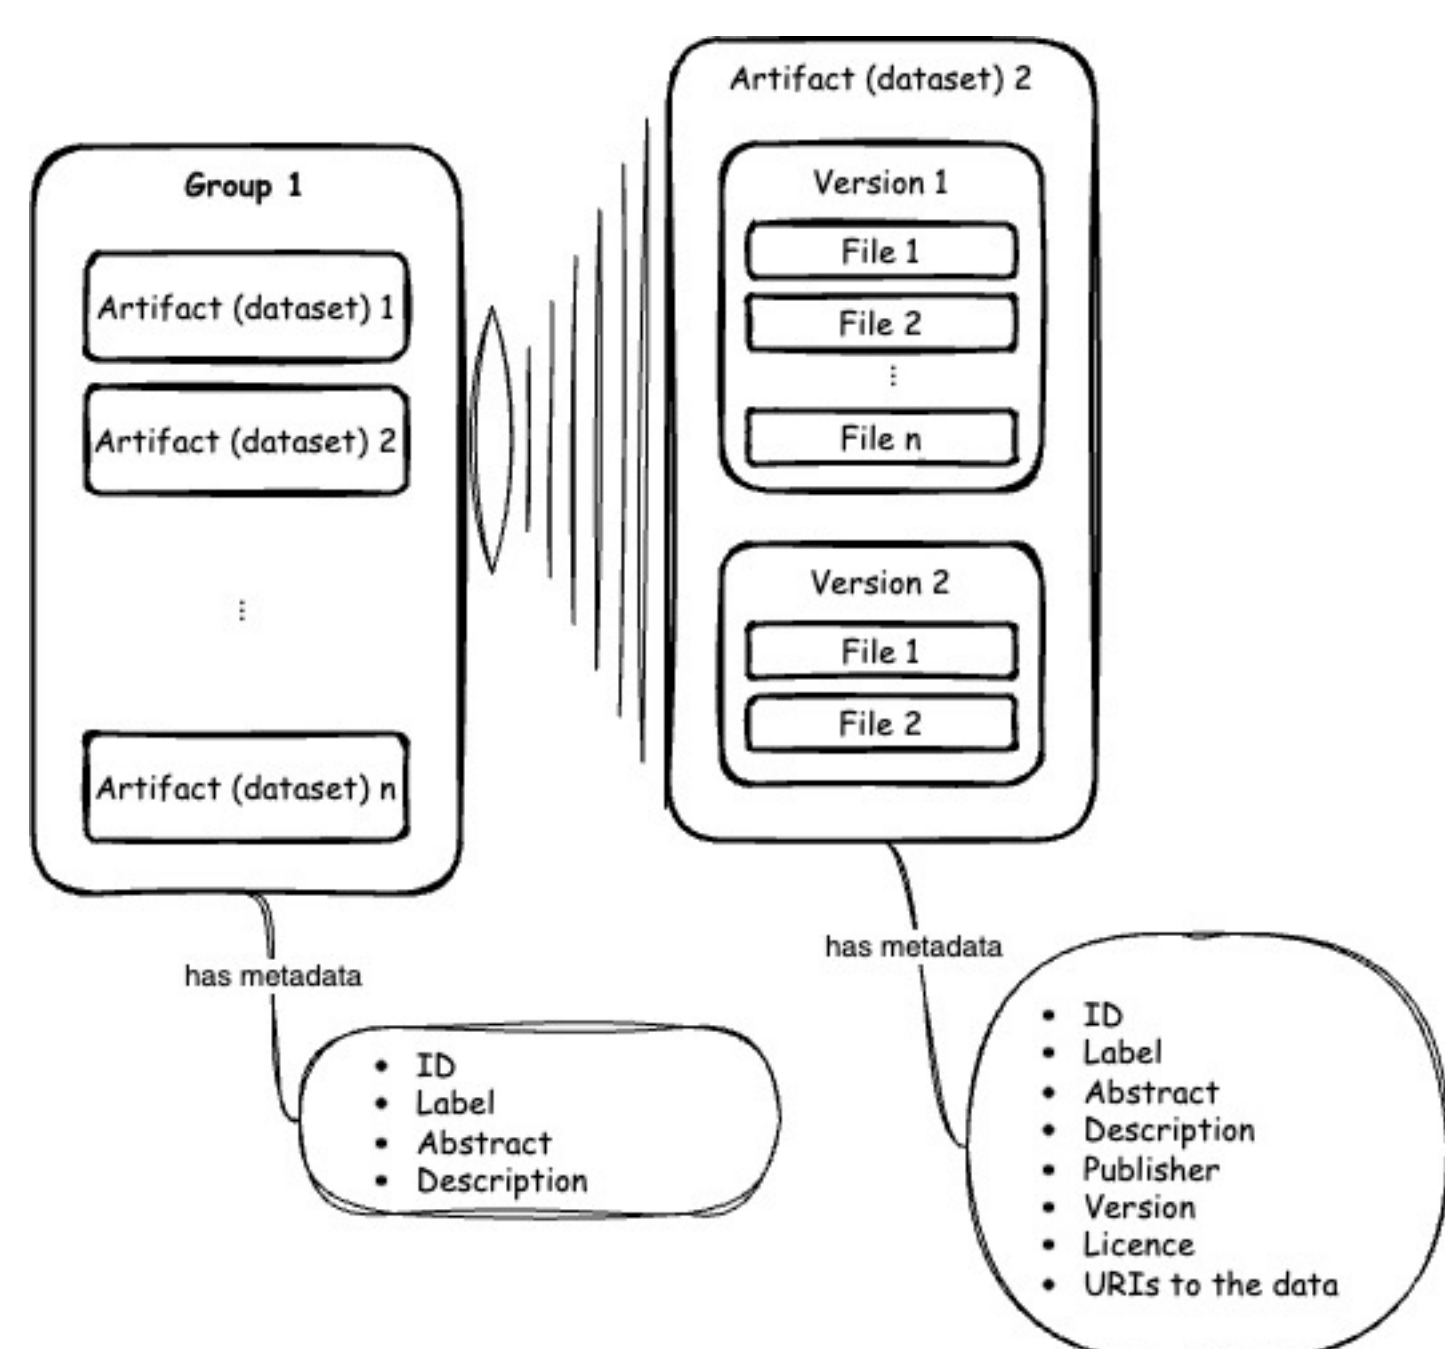 Group 1
Artifact (dataset) 1
Artifact (dataset) 2
⋮
Artifact (dataset) n
has metadata
• ID
• Label
• Abstract
• Description
Artifact (dataset) 2
Version 1
File 1
File 2
⋮
File n
Version 2
File 1
File 2
has metadata
• ID
• Label
• Abstract
• Description
• Publisher
• Version
• Licence
• URIs to the data